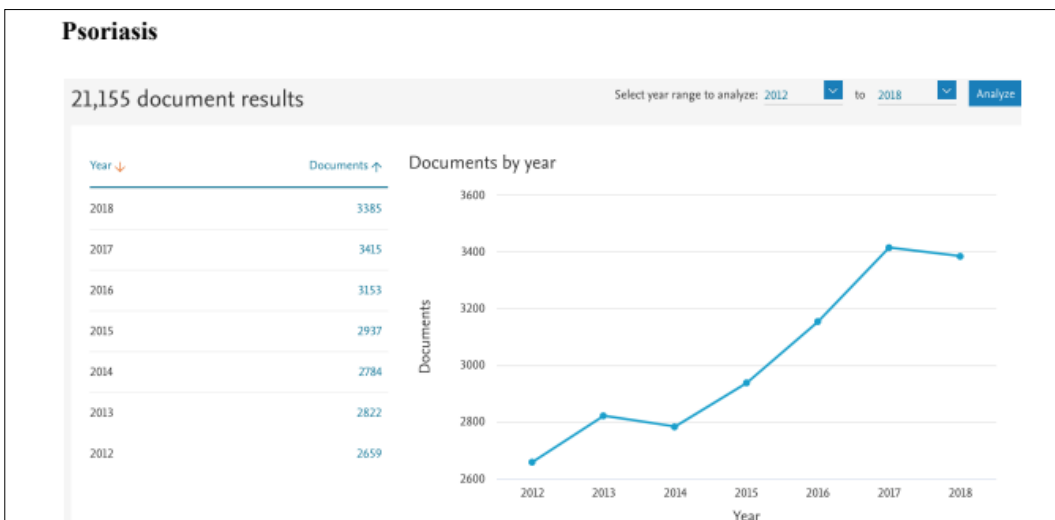 Psoriasis
21,155 document results
Select year range to analyze: 2012 to 2018 Analyze
Year Documents
2018 3385
2017 3415
2016 3153
2015 2937
2014 2784
2013 2822
2012 2659
Documents by year
3600
3400
3200
3000
2800
2600
Documents
2012 2013 2014 2015 2016 2017 2018
Year